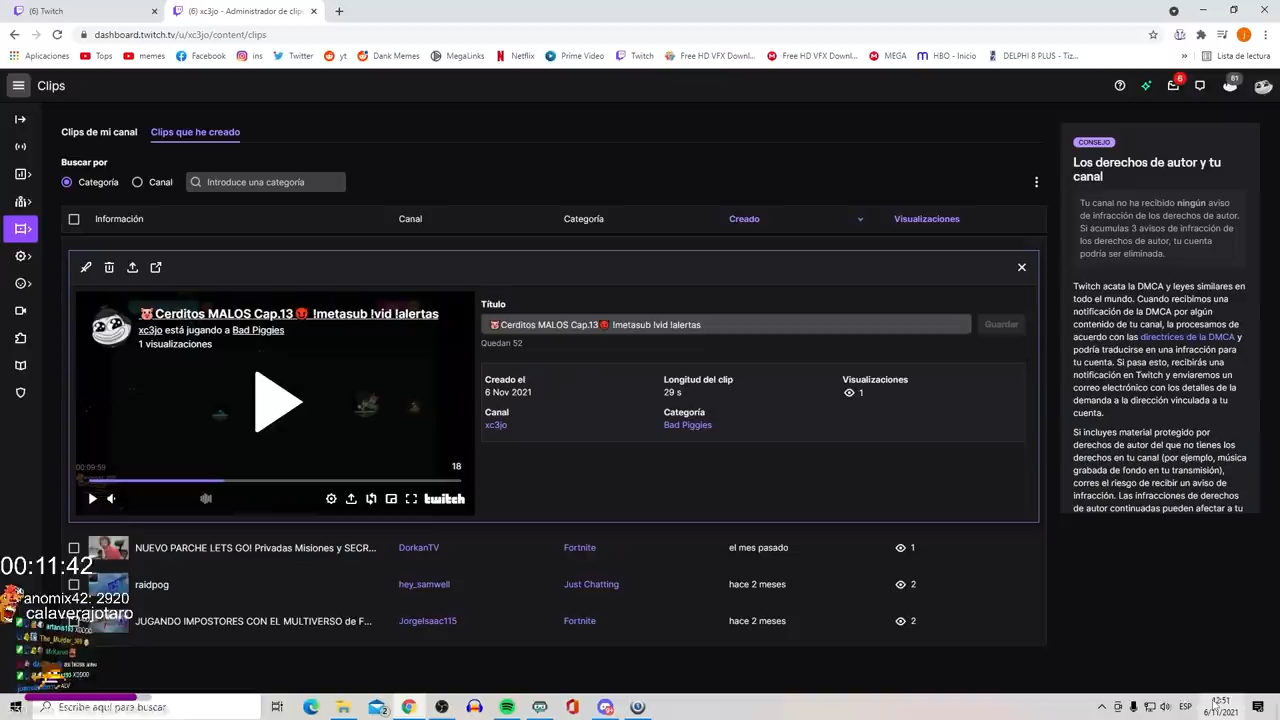 (6) Twitch
(6) xc3jo - Administrador de clip
dashboard.twitch.tv/u/xc3jo/content/clips
Aplicaciones
Tops
memes
Facebook
ins
Twitter
yt
Dank Memes
MegaLinks
Netflix
Prime Video
Twitch
Free HD VFX Downl...
Free HD VFX Downl...
MEGA
HBO - Inicio
DELPHI 8 PLUS - Tiz...
»
Lista de lectura
Clips
6
81
Clips de mi canal
Clips que he creado
Buscar por
Categoría
Canal
Introduce una categoría
Información
Canal
Categoría
Creado
Visualizaciones
Cerditos MALOS Cap.13 !metasub !vid !alertas
xc3jo está jugando a Bad Piggies
1 visualizaciones
00:09:59
18
twitch
Título
Cerditos MALOS Cap.13 !metasub !vid !alertas
Guardar
Quedan 52
Creado el
6 Nov 2021
Longitud del clip
29 s
Visualizaciones
1
Canal
xc3jo
Categoría
Bad Piggies
NUEVO PARCHE LETS GO! Privadas Misiones y SECR...
DorkanTV
Fortnite
el mes pasado
1
raidpog
hey_samwell
Just Chatting
hace 2 meses
2
JUGANDO IMPOSTORES CON EL MULTIVERSO de F...
JorgeIsaac115
Fortnite
hace 2 meses
2
CONSEJO
Los derechos de autor y tu
canal
Tu canal no ha recibido ningún aviso
de infracción de los derechos de autor.
Si acumulas 3 avisos de infracción de
los derechos de autor, tu cuenta
podría ser eliminada.
Twitch acata la DMCA y leyes similares en
todo el mundo. Cuando recibimos una
notificación de la DMCA por algún
contenido de tu canal, la procesamos de
acuerdo con las directrices de la DMCA y
podría traducirse en una infracción para
tu cuenta. Si pasa esto, recibirás una
notificación en Twitch y enviaremos un
correo electrónico con los detalles de la
demanda a la dirección vinculada a tu
cuenta.
Si incluyes material protegido por
derechos de autor del que no tienes los
derechos en tu canal (por ejemplo, música
grabada de fondo en tu transmisión),
corres el riesgo de recibir un aviso de
infracción. Las infracciones de derechos
de autor continuadas pueden afectar a tu
00:11:42
anomix42: 2920
calaverajotaro
Escribe aquí para buscar
2
ESP
12:51
6/11/2021